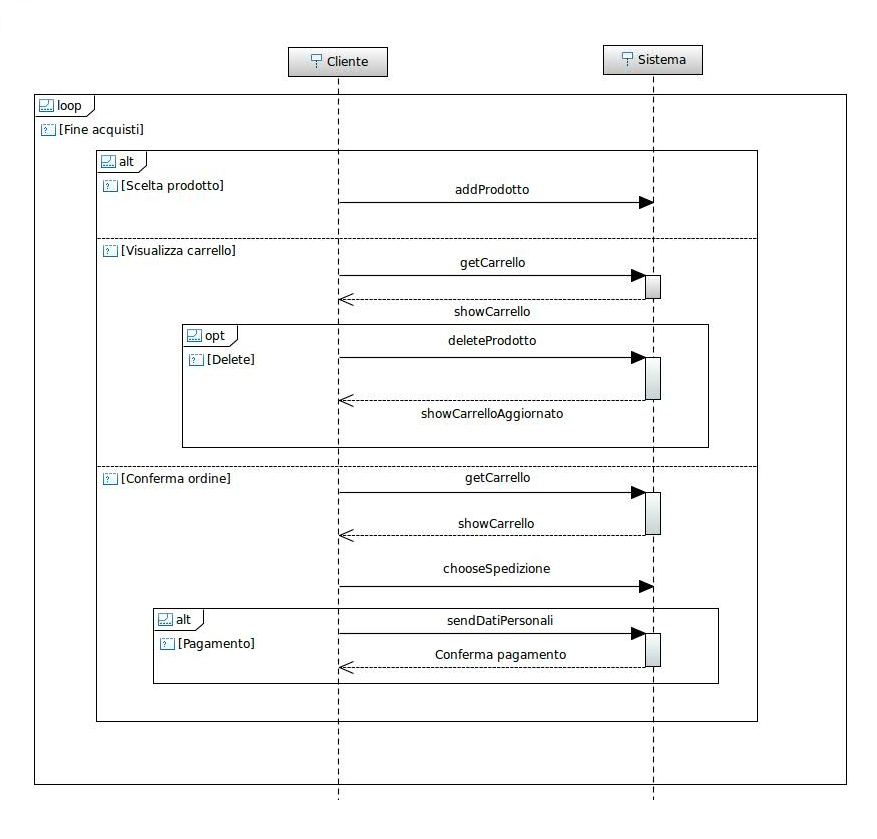 Cliente
Sistema
loop
[Fine acquisti]
alt
[Scelta prodotto]
addProdotto
[Visualizza carrello]
getCarrello
showCarrello
opt
deleteProdotto
[Delete]
showCarrelloAggiornato
[Conferma ordine]
getCarrello
showCarrello
chooseSpedizione
alt
sendDatiPersonali
[Pagamento]
Conferma pagamento